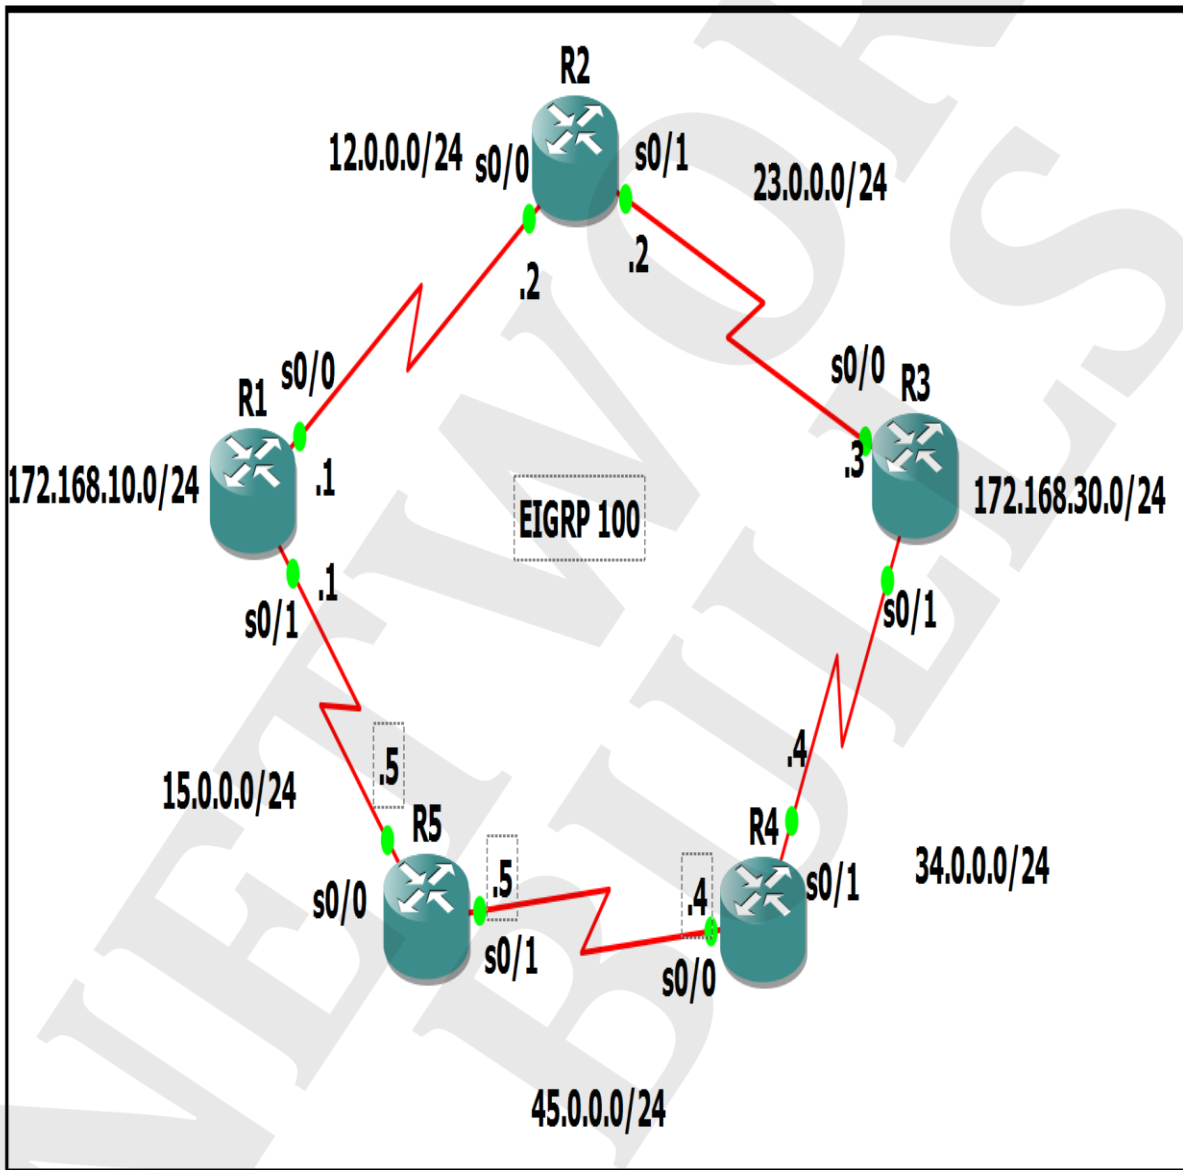 R2
12.0.0.0/24
s0/0
s0/1
23.0.0.0/24
.2
.2
s0/0
R1
s0/0
R3
172.168.10.0/24
.1
.3
172.168.30.0/24
EIGRP 100
.1
s0/1
s0/1
.5
.4
15.0.0.0/24
R5
R4
34.0.0.0/24
.5
.4
s0/1
s0/0
s0/1
s0/0
45.0.0.0/24
NETWORK
BULLS